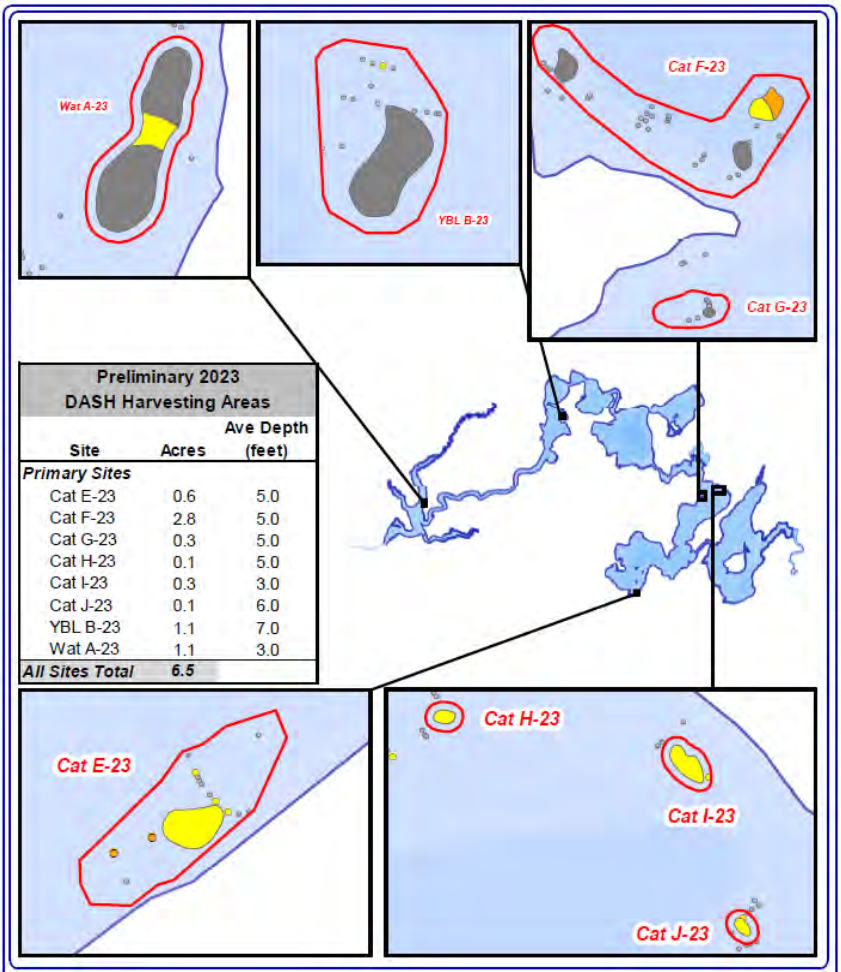 Wat A-23
YBL B-23
Cat F-23
Cat G-23
Preliminary 2023
DASH Harvesting Areas
Site Acres Ave Depth (feet)
Primary Sites
Cat E-23 0.6 5.0
Cat F-23 2.8 5.0
Cat G-23 0.3 5.0
Cat H-23 0.1 5.0
Cat I-23 0.3 3.0
Cat J-23 0.1 6.0
YBL B-23 1.1 7.0
Wat A-23 1.1 3.0
All Sites Total 6.5
Cat E-23
Cat H-23
Cat I-23
Cat J-23